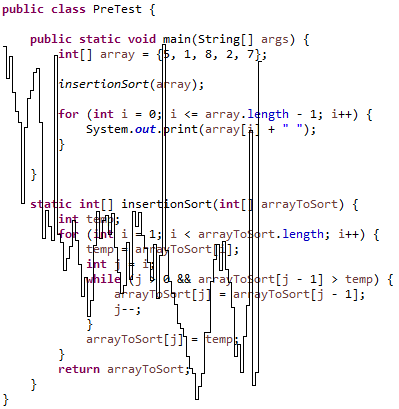 public class PreTest {
public static void main(String[] args) {
int[] array = {5, 1, 8, 2, 7};
insertionSort(array);
for (int i = 0; i <= array.length - 1; i++) {
System.out.print(array[i] + " ");
}
}
static int[] insertionSort(int[] arrayToSort) {
int temp;
for (int i = 1; i < arrayToSort.length; i++) {
temp = arrayToSort[i];
int j = i;
while (j > 0 && arrayToSort[j - 1] > temp) {
arrayToSort[j] = arrayToSort[j - 1];
j--;
}
arrayToSort[j] = temp;
}
return arrayToSort;
}
}